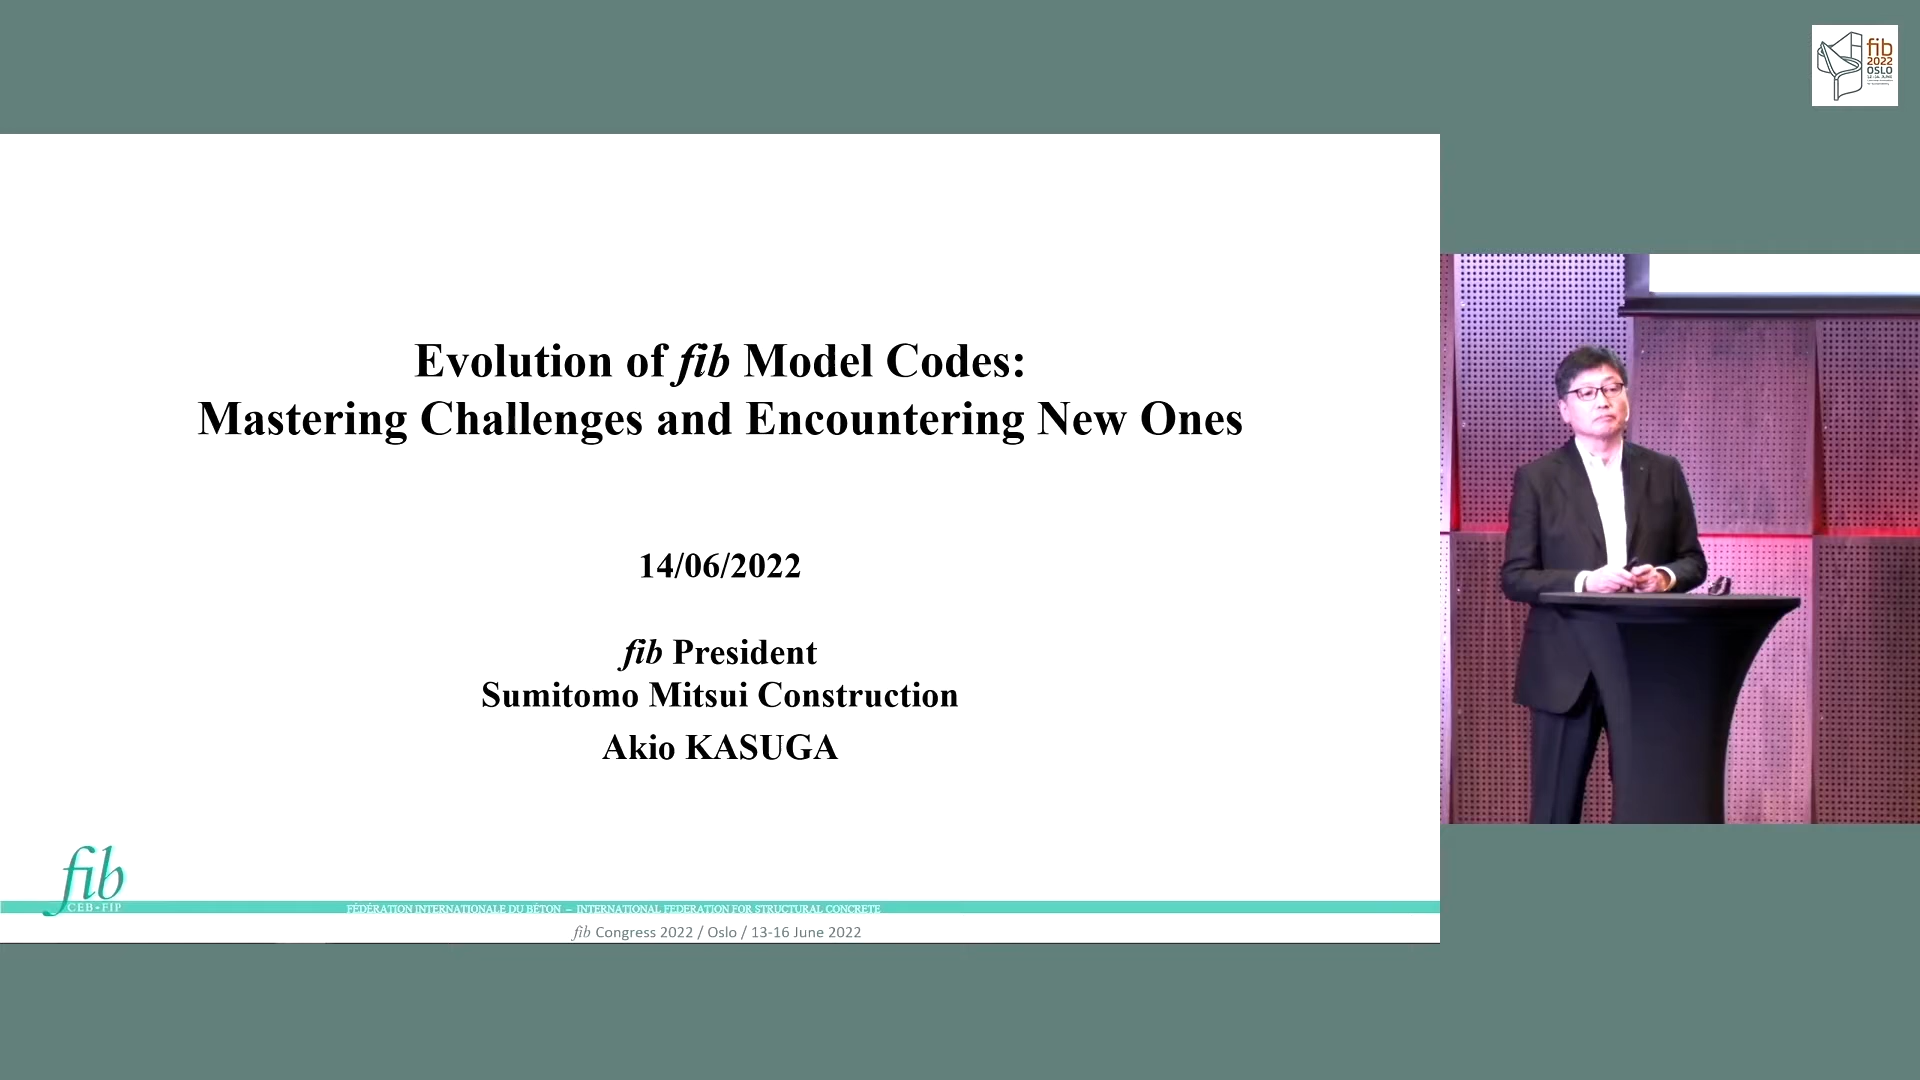 fib
2022
OSLO
Evolution of fib Model Codes:
Mastering Challenges and Encountering New Ones
14/06/2022
fib President
Sumitomo Mitsui Construction
Akio KASUGA
fib
CEB-FIP
FÉDÉRATION INTERNATIONALE DU BÉTON – INTERNATIONAL FEDERATION FOR STRUCTURAL CONCRETE
fib Congress 2022 / Oslo / 13-16 June 2022